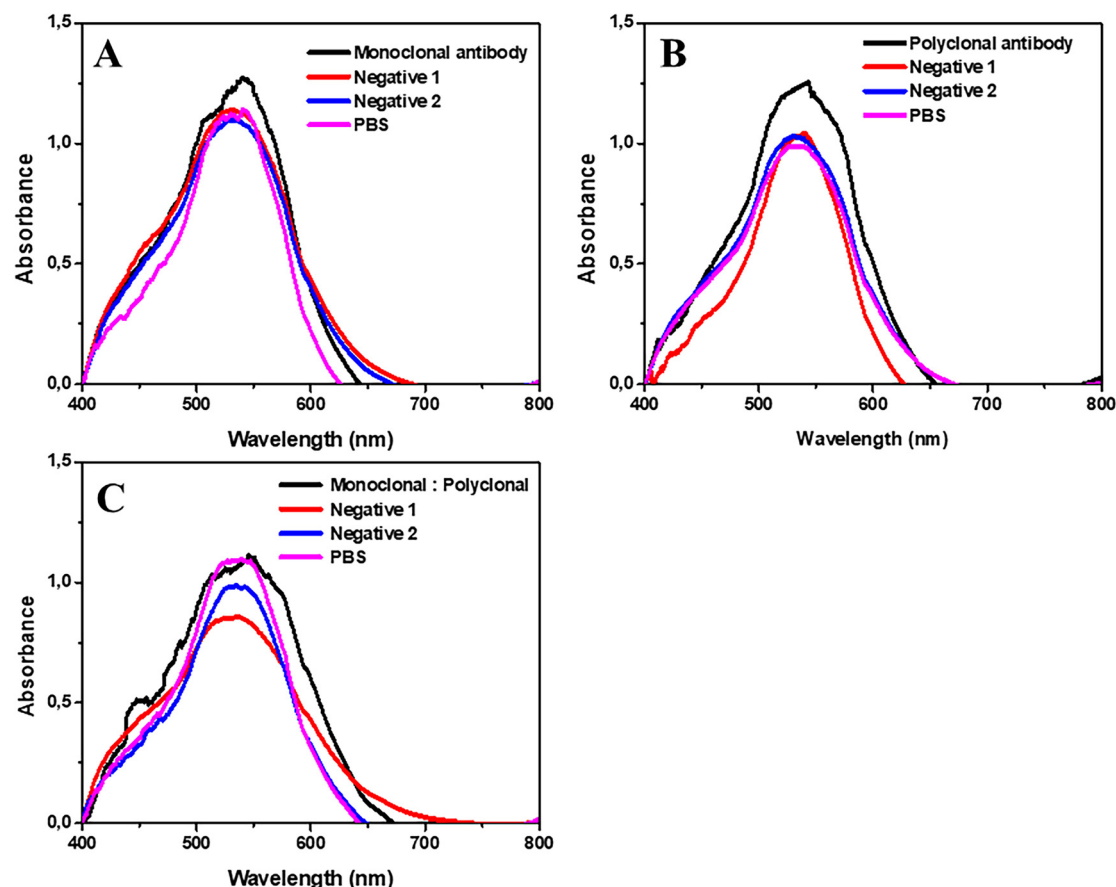 A
Monoclonal antibody
Negative 1
Negative 2
PBS
Absorbance
1,5
1,0
0,5
0,0
400 500 600 700 800
Wavelength (nm)
B
Polyclonal antibody
Negative 1
Negative 2
PBS
Absorbance
1,5
1,0
0,5
0,0
400 500 600 700 800
Wavelength (nm)
C
Monoclonal : Polyclonal
Negative 1
Negative 2
PBS
Absorbance
1,5
1,0
0,5
0,0
400 500 600 700 800
Wavelength (nm)